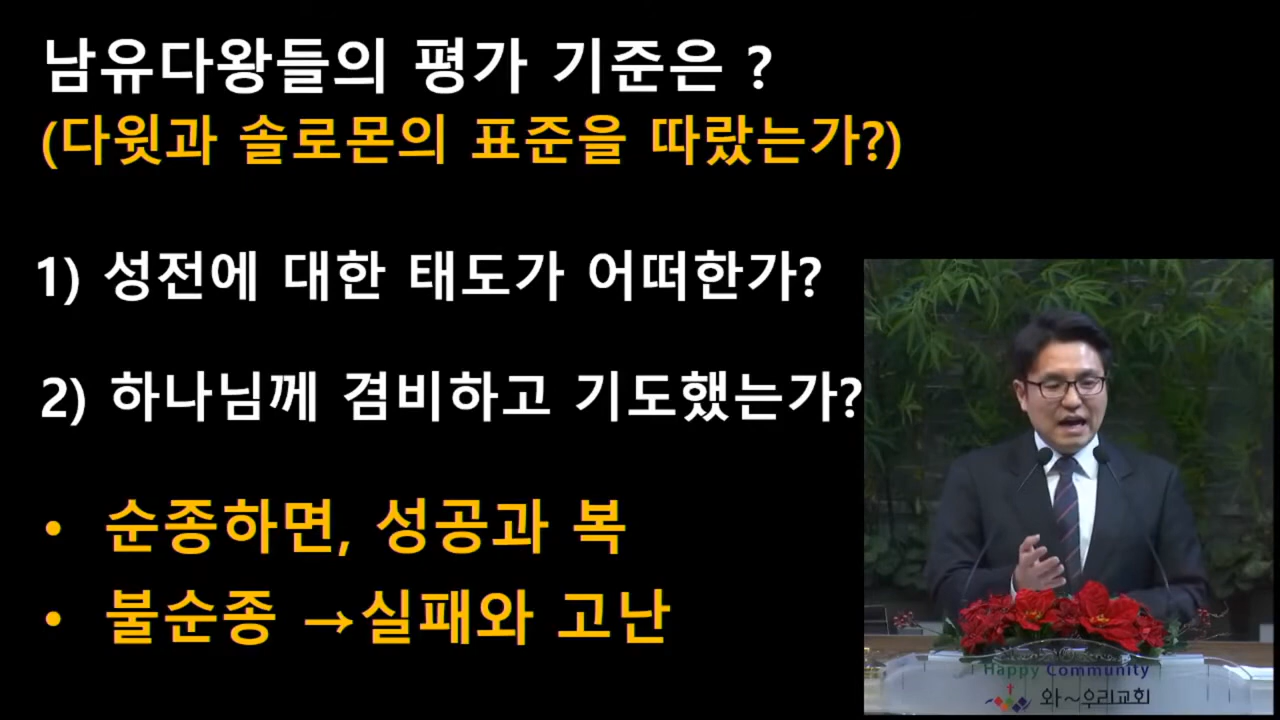 남유다왕들의 평가 기준은 ?
(다윗과 솔로몬의 표준을 따랐는가?)
1) 성전에 대한 태도가 어떠한가?
2) 하나님께 겸비하고 기도했는가?
• 순종하면, 성공과 복
• 불순종 →실패와 고난
Happy Community
와~우리교회